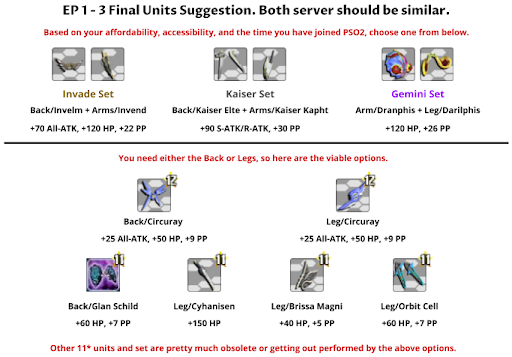 EP 1 - 3 Final Units Suggestion. Both server should be similar.
Based on your affordability, accessibility, and the time you have joined PSO2, choose one from below.
Invade Set
Back/Invelm + Arms/Invend
+70 All-ATK, +120 HP, +22 PP
Kaiser Set
Back/Kaiser Elte + Arms/Kaiser Kapht
+90 S-ATK/R-ATK, +30 PP
Gemini Set
Arm/Dranphis + Leg/Darilphis
+120 HP, +26 PP
You need either the Back or Legs, so here are the viable options.
12
Back/Circuray
+25 All-ATK, +50 HP, +9 PP
12
Leg/Circuray
+25 All-ATK, +50 HP, +9 PP
11
Back/Glan Schild
+60 HP, +7 PP
11
Leg/Cyhanisen
+150 HP
11
Leg/Brissa Magni
+40 HP, +5 PP
11
Leg/Orbit Cell
+60 HP, +7 PP
Other 11* units and set are pretty much obsolete or getting out performed by the above options.